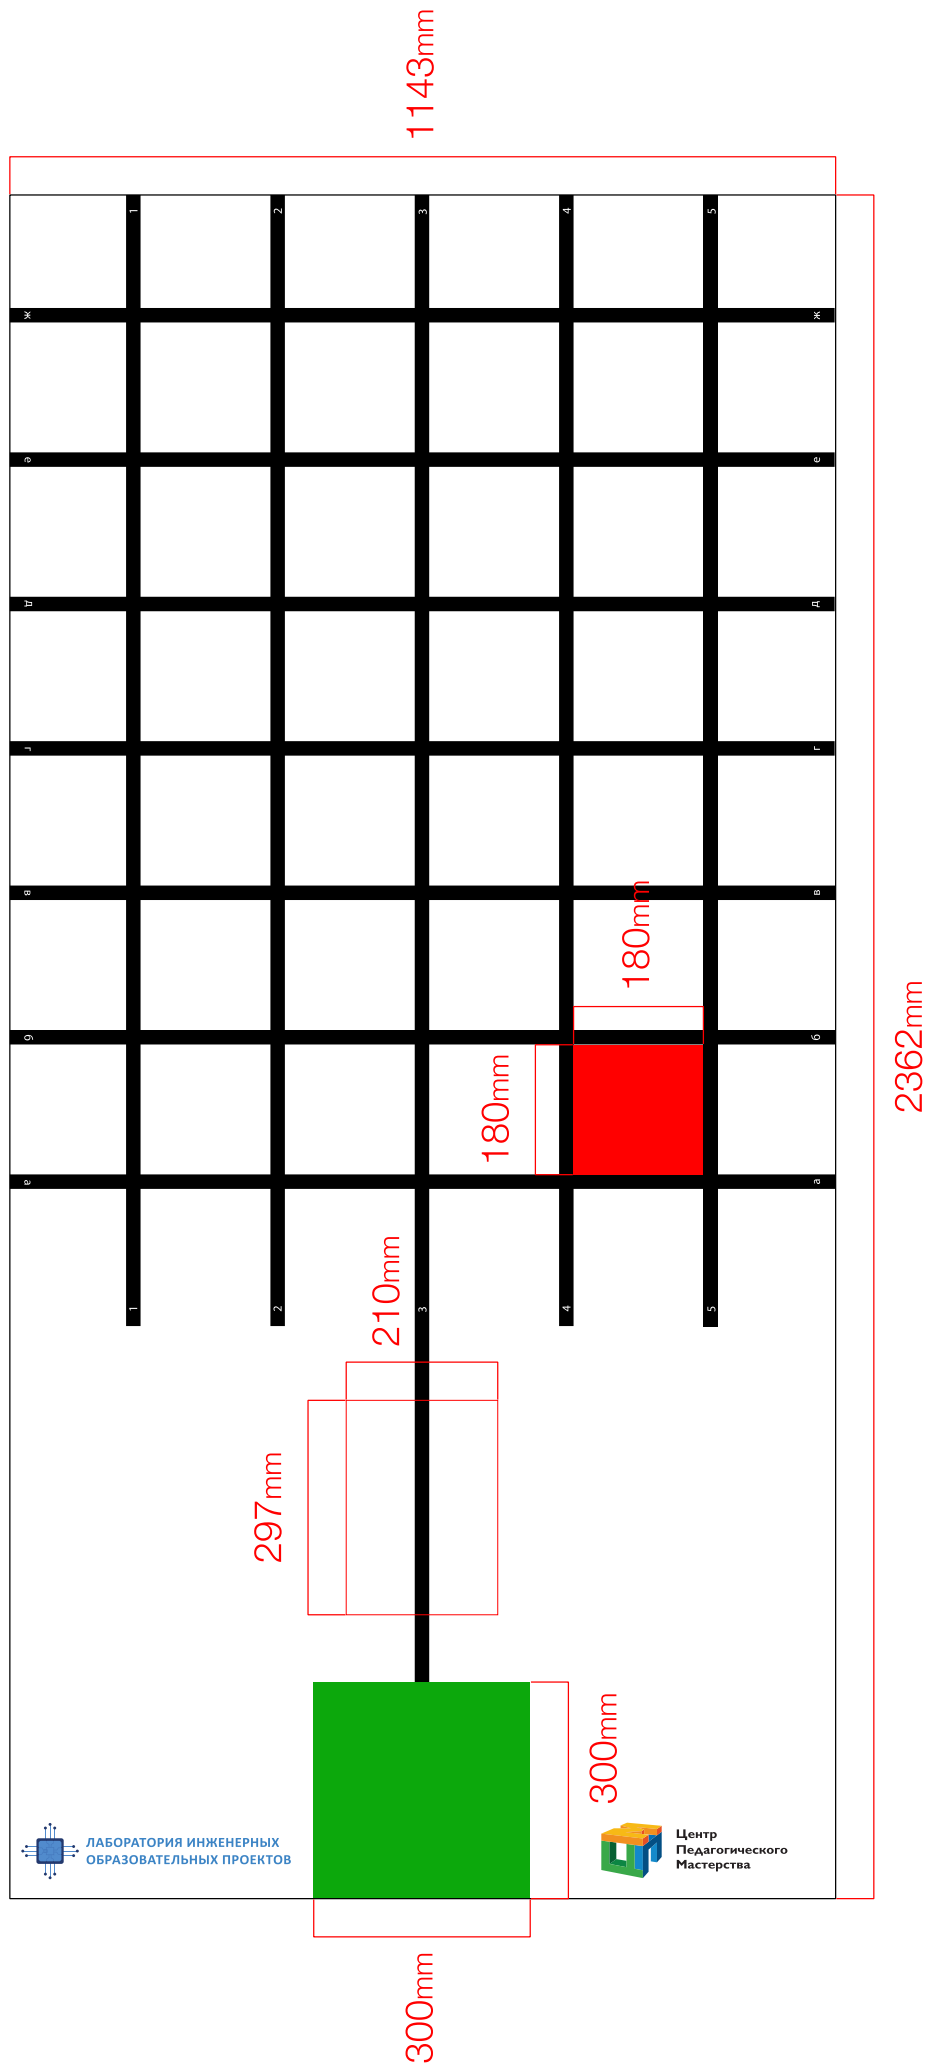 1143mm
1 2 3 4 5
ж ж
е е
д д
г г
в в
180mm
2362mm
б б
180mm
а а
210mm
1 2 3 4 5
297mm
300mm
ЛАБОРАТОРИЯ ИНЖЕНЕРНЫХ
ОБРАЗОВАТЕЛЬНЫХ ПРОЕКТОВ
Центр
Педагогического
Мастерства
300mm